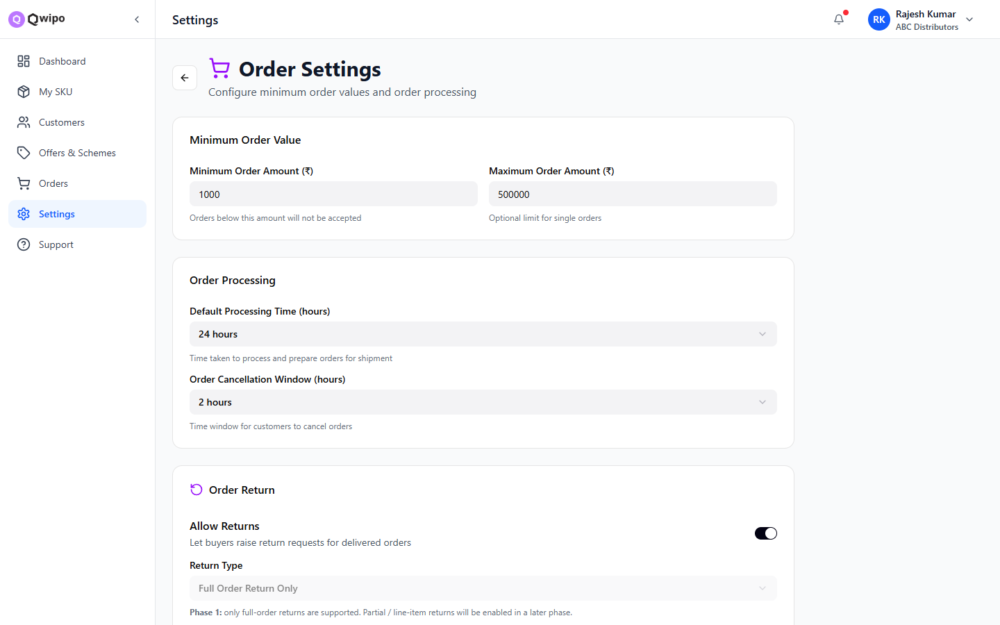 Qwipo
Settings
RK
Rajesh Kumar
ABC Distributors
Dashboard
My SKU
Customers
Offers & Schemes
Orders
Settings
Support
Order Settings
Configure minimum order values and order processing
Minimum Order Value
Minimum Order Amount (₹)
Maximum Order Amount (₹)
1000
500000
Orders below this amount will not be accepted
Optional limit for single orders
Order Processing
Default Processing Time (hours)
24 hours
Time taken to process and prepare orders for shipment
Order Cancellation Window (hours)
2 hours
Time window for customers to cancel orders
Order Return
Allow Returns
Let buyers raise return requests for delivered orders
Return Type
Full Order Return Only
Phase 1: only full-order returns are supported. Partial / line-item returns will be enabled in a later phase.